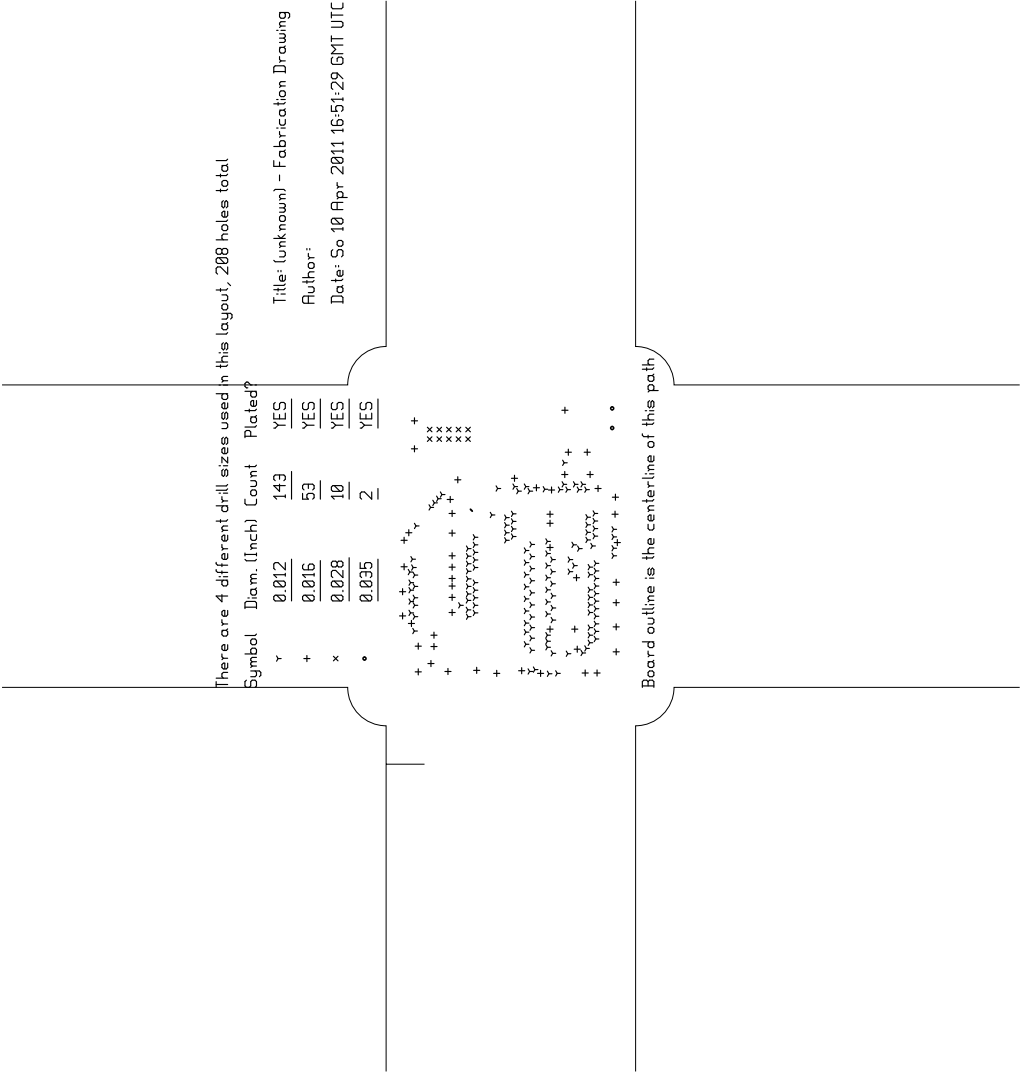 There are 4 different drill sizes used in this layout, 208 holes total
Symbol Diam. (Inch) Count Plated?
0.012 143 YES
0.016 53 YES
0.028 10 YES
0.035 2 YES
Title: (unknown) - Fabrication Drawing
Author:
Date: So 10 Apr 2011 16:51:29 GMT UTC
Board outline is the centerline of this path